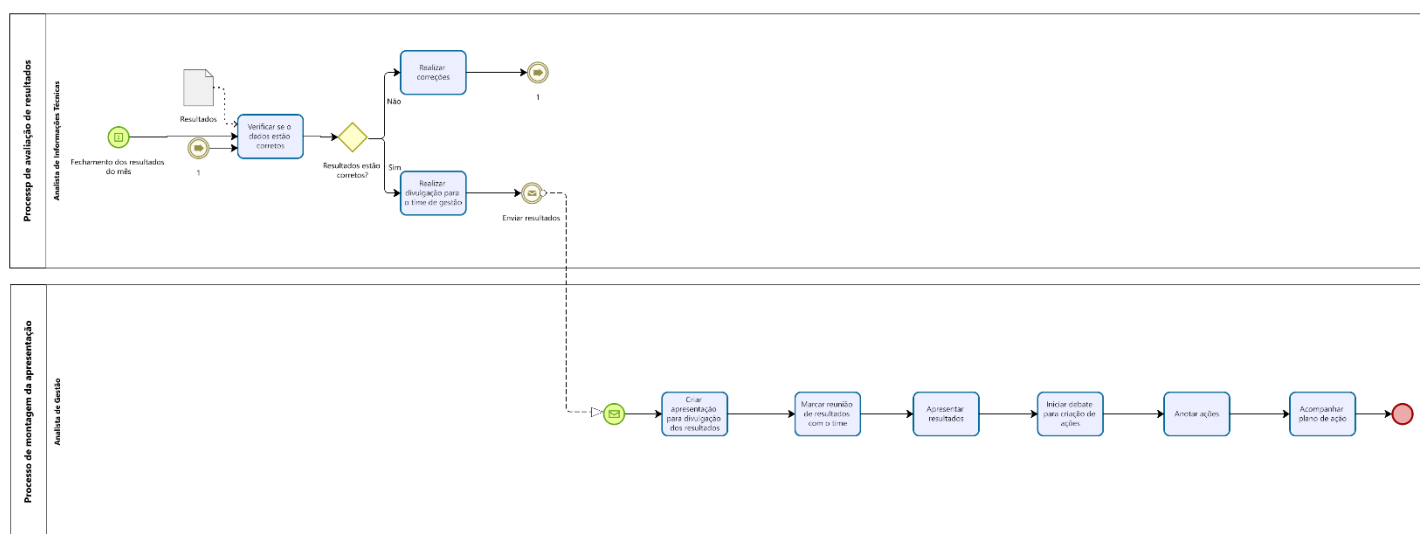 Processp de avaliação de resultados
Analista de Informações Técnicas
Fechamento dos resultados
do mês
Resultados
1
Verificar se o
dados estão
corretos
Resultados estão
corretos?
Não
Sim
Realizar
correções
1
Realizar
divulgação para
o time de gestão
Enviar resultados
Processo de montagem da apresentação
Analista de Gestão
Criar
apresentação
para divulgação
dos resultados
Marcar reunião
de resultados
com o time
Apresentar
resultados
Iniciar debate
para criação de
ações
Anotar ações
Acompanhar
plano de ação